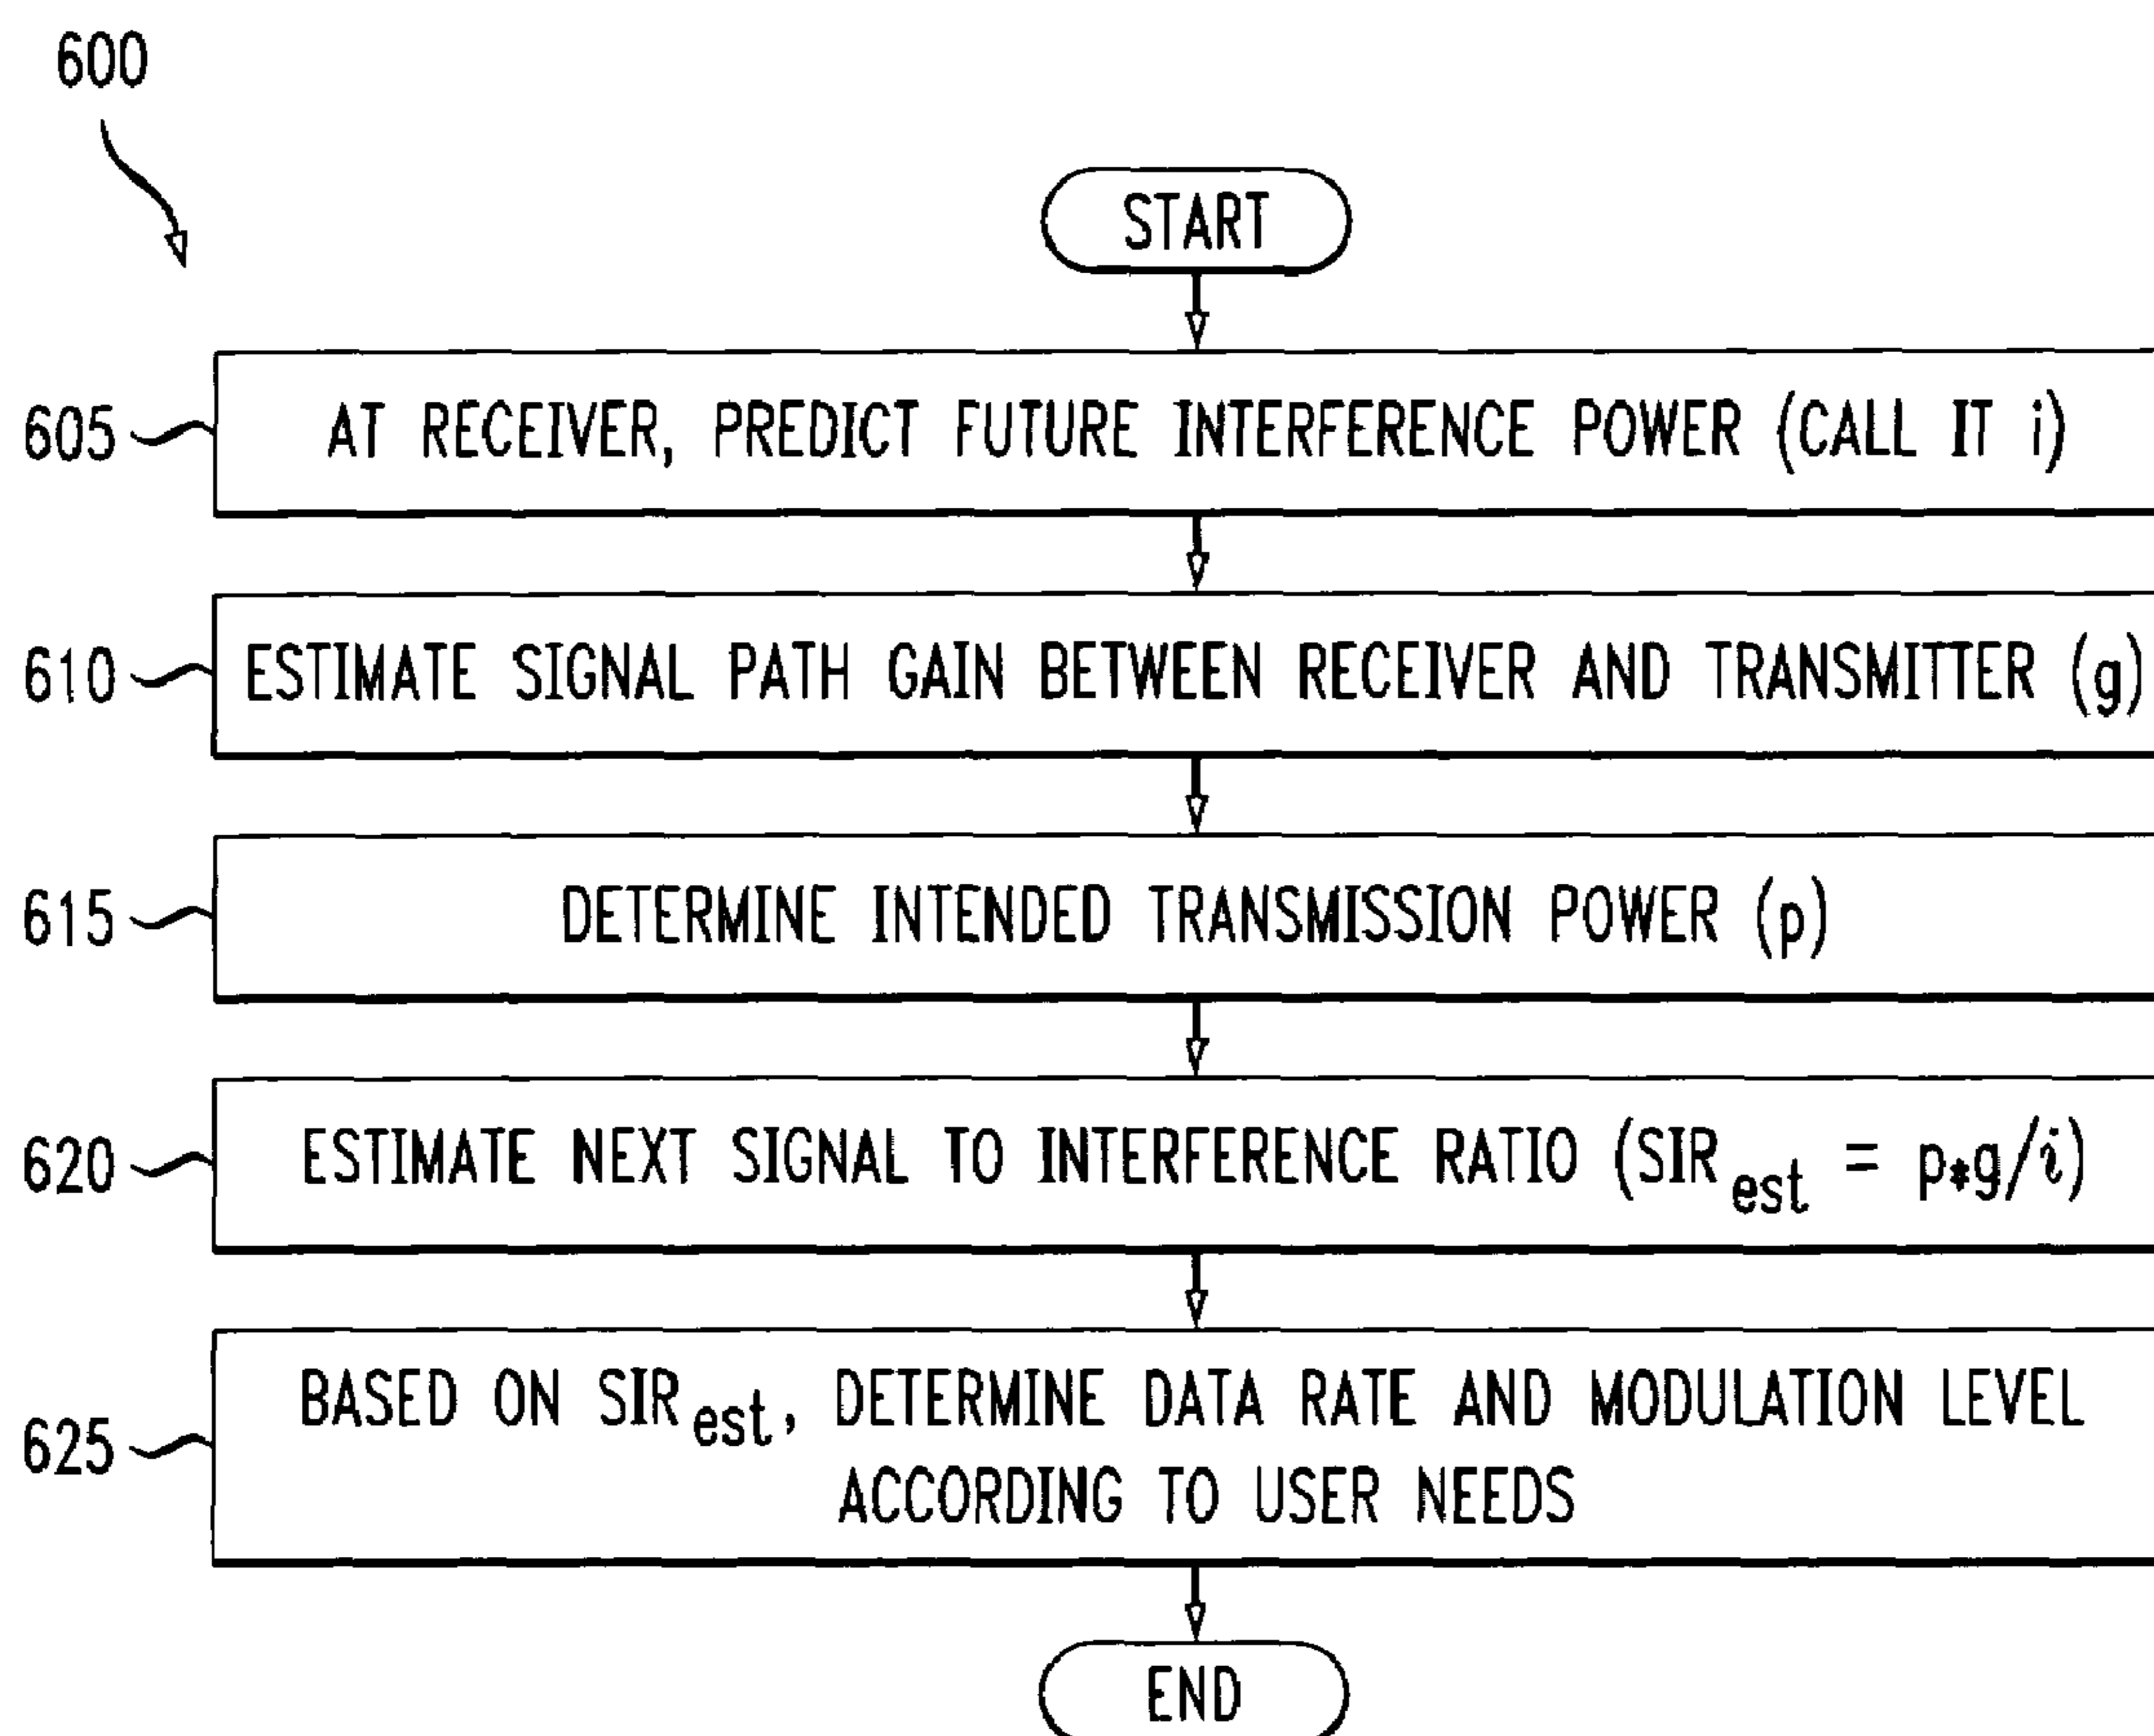 600
START
605
AT RECEIVER, PREDICT FUTURE INTERFERENCE POWER (CALL IT i)
610
ESTIMATE SIGNAL PATH GAIN BETWEEN RECEIVER AND TRANSMITTER (g)
615
DETERMINE INTENDED TRANSMISSION POWER (p)
620
ESTIMATE NEXT SIGNAL TO INTERFERENCE RATIO (SIR est = p*g/i)
625
BASED ON SIR est, DETERMINE DATA RATE AND MODULATION LEVEL
ACCORDING TO USER NEEDS
END